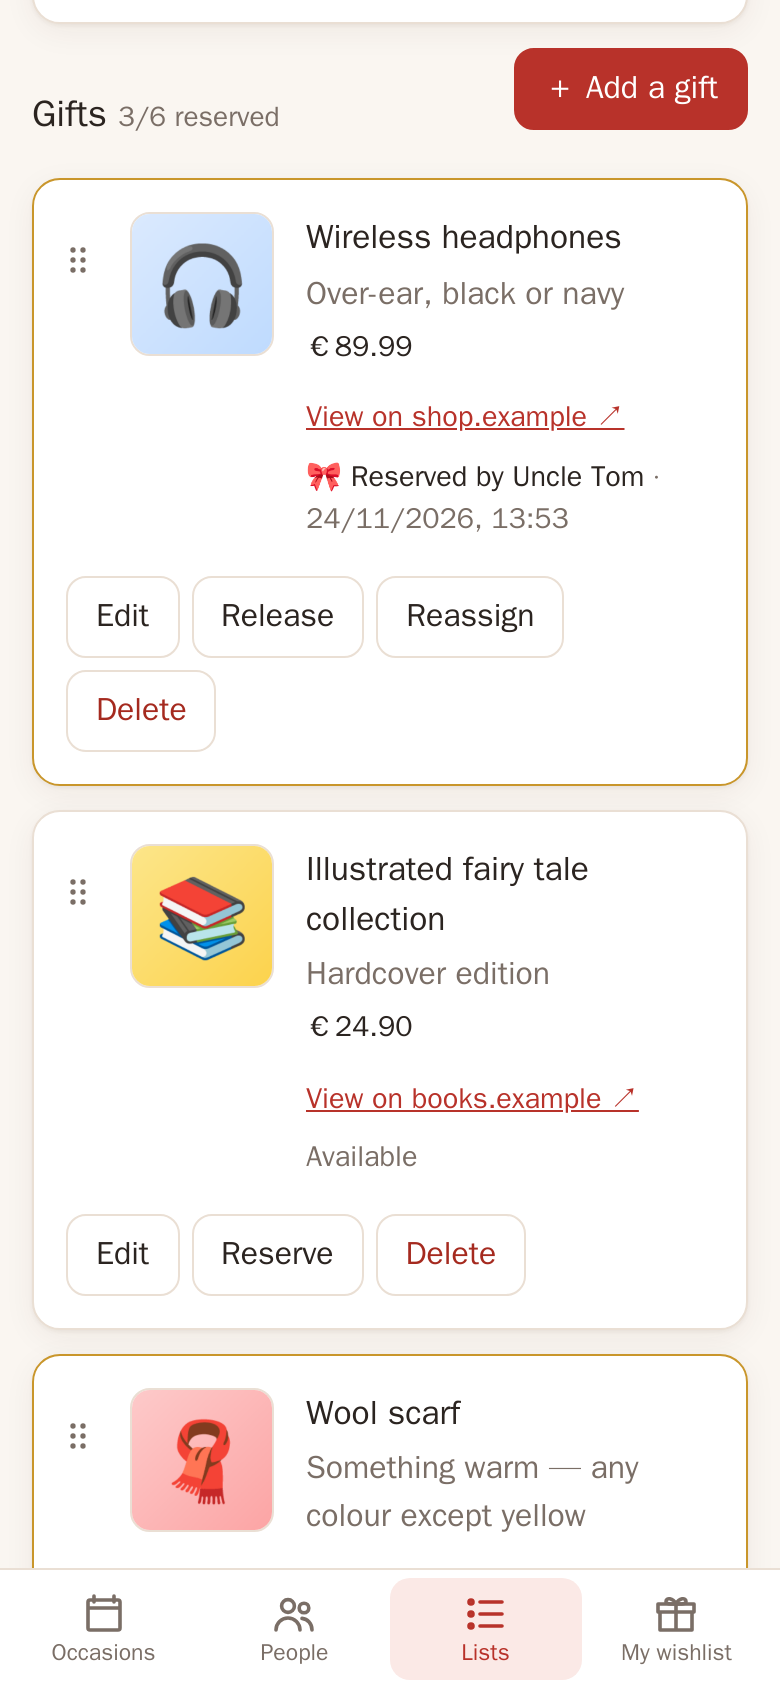 Gifts 3/6 reserved
+ Add a gift
Wireless headphones
Over-ear, black or navy
€ 89.99
View on shop.example ↗
🎀 Reserved by Uncle Tom ·
24/11/2026, 13:53
Edit
Release
Reassign
Delete
Illustrated fairy tale
collection
Hardcover edition
€ 24.90
View on books.example ↗
Available
Edit
Reserve
Delete
Wool scarf
Something warm — any
colour except yellow
Occasions
People
Lists
My wishlist